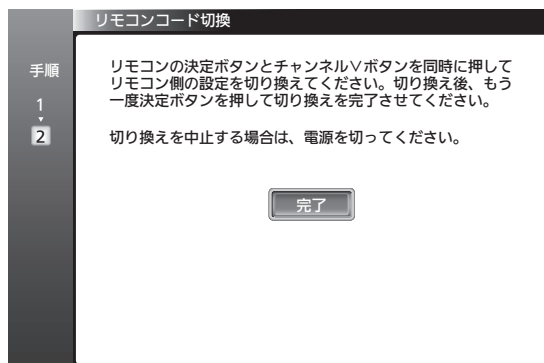 リモコンコード切換
手順
1
2
リモコンの決定ボタンとチャンネル∨ボタンを同時に押して
リモコン側の設定を切り換えてください。切り換え後、もう
一度決定ボタンを押して切り換えを完了させてください。
切り換えを中止する場合は、電源を切ってください。
完了